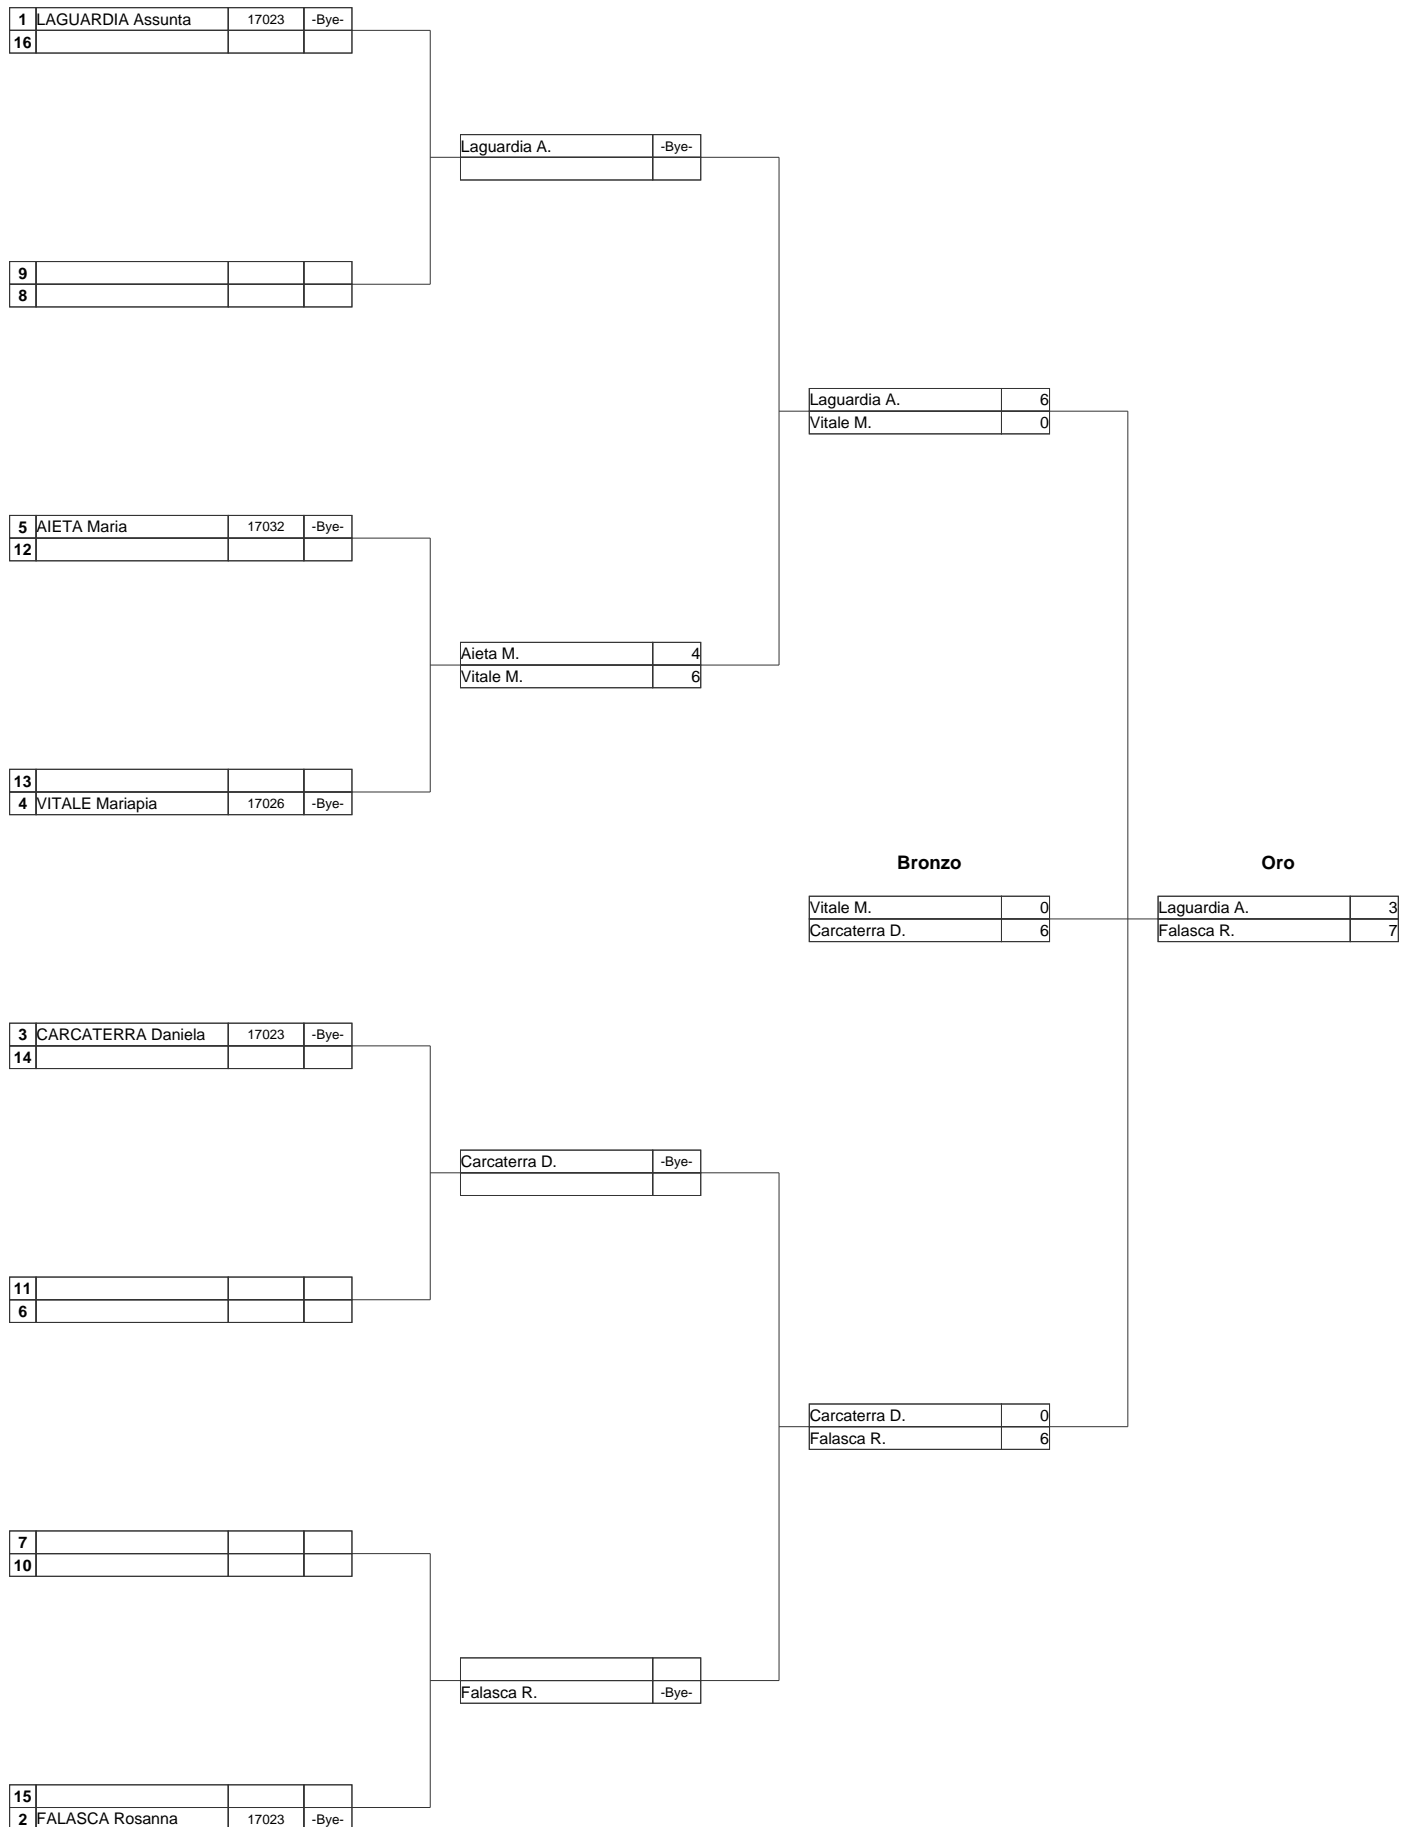 1 LAGUARDIA Assunta 17023 -Bye-
16
Laguardia A. -Bye-
9
8
Laguardia A. 6
Vitale M. 0
5 AIETA Maria 17032 -Bye-
12
Aieta M. 4
Vitale M. 6
13
4 VITALE Mariapia 17026 -Bye-
Bronzo Oro
Vitale M. 0 Laguardia A. 3
Carcaterra D. 6 Falasca R. 7
3 CARCATERRA Daniela 17023 -Bye-
14
Carcaterra D. -Bye-
11
6
Carcaterra D. 0
Falasca R. 6
7
10
Falasca R. -Bye-
15
2 FALASCA Rosanna 17023 -Bye-